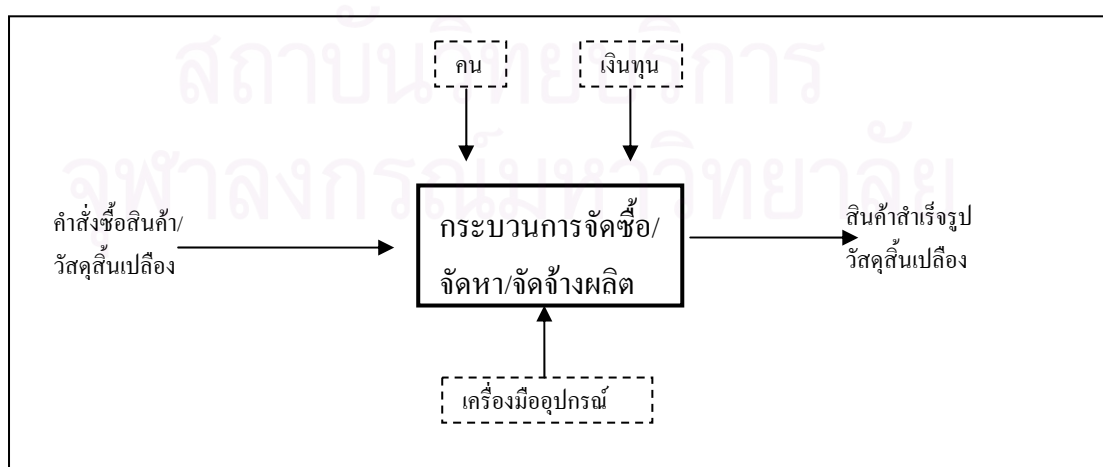 สถาบันวิทยบริการ
จุฬาลงกรณ์มหาวิทยาลัย
คน
เงินทุน
คำสั่งซื้อสินค้า/
วัสดุสิ้นเปลือง
กระบวนการจัดซื้อ/
จัดหา/จัดจ้างผลิต
สินค้าสำเร็จรูป
วัสดุสิ้นเปลือง
เครื่องมืออุปกรณ์